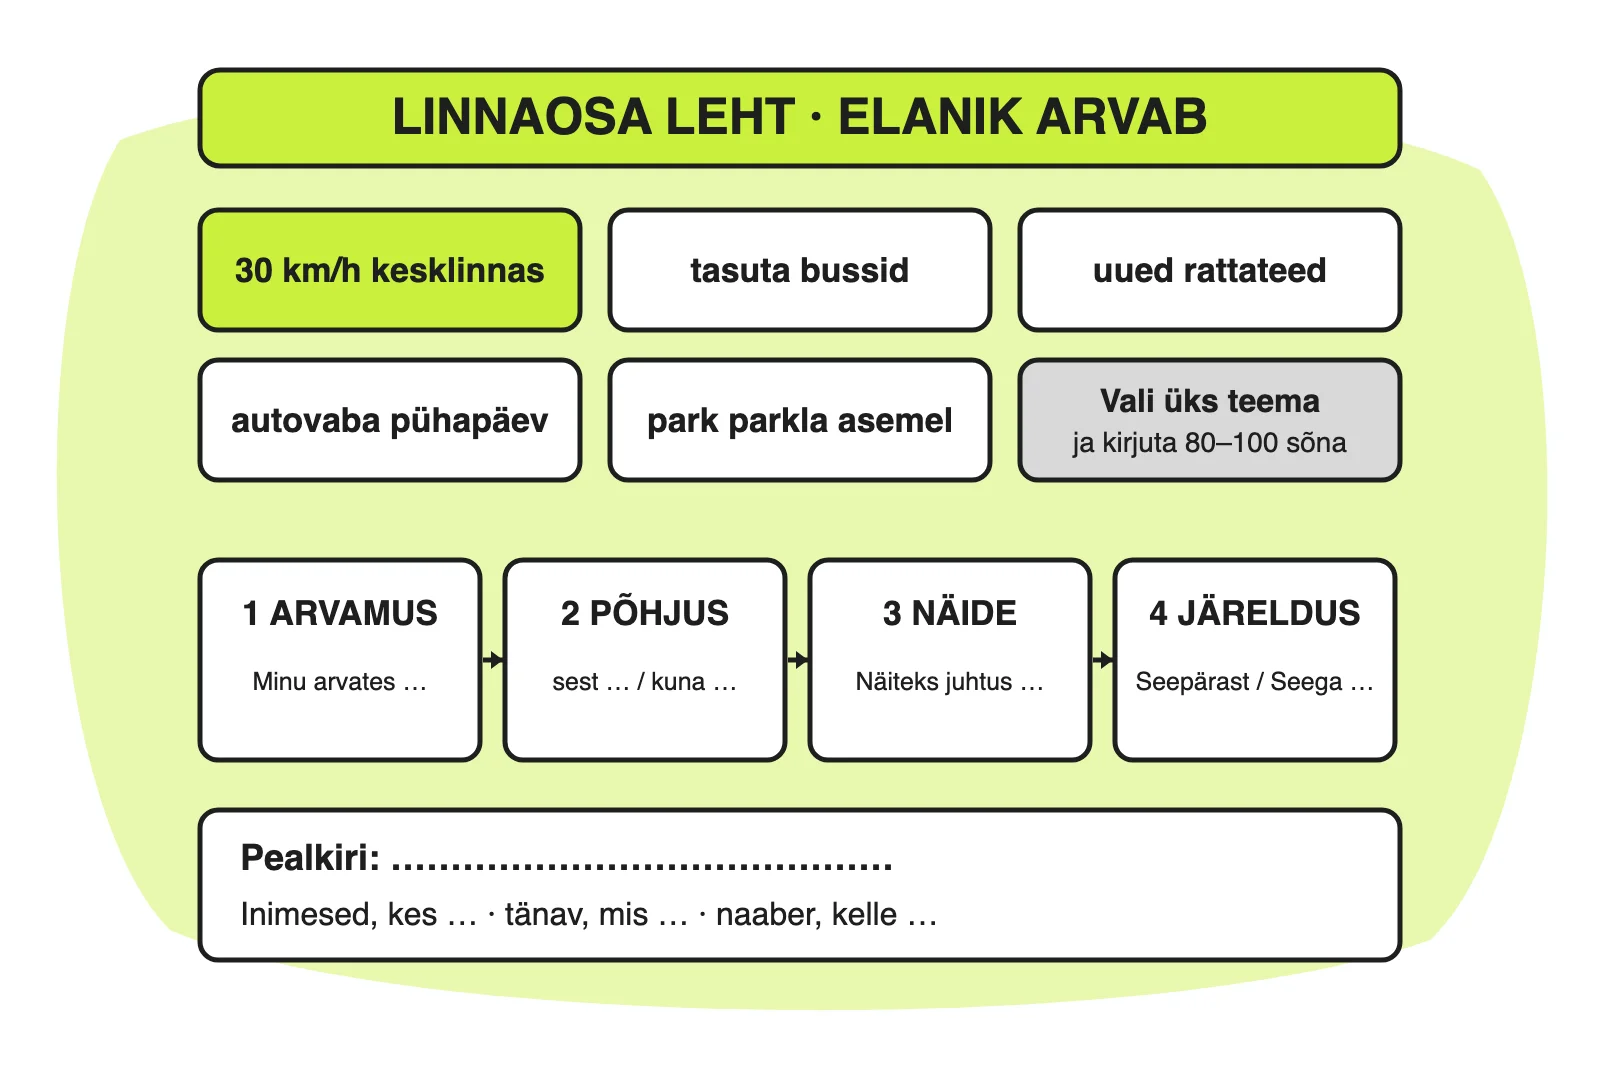 LINNAOSA LEHT · ELANIK ARVAB
30 km/h kesklinnas
tasuta bussid
uued rattateed
autovaba pühapäev
park parkla asemel
Vali üks teema
ja kirjuta 80–100 sõna
1 ARVAMUS
Minu arvates …
2 PÕHJUS
sest … / kuna …
3 NÄIDE
Näiteks juhtus …
4 JÄRELDUS
Seepärast / Seega …
Pealkiri: ……………………………………
Inimesed, kes … · tänav, mis … · naaber, kelle …